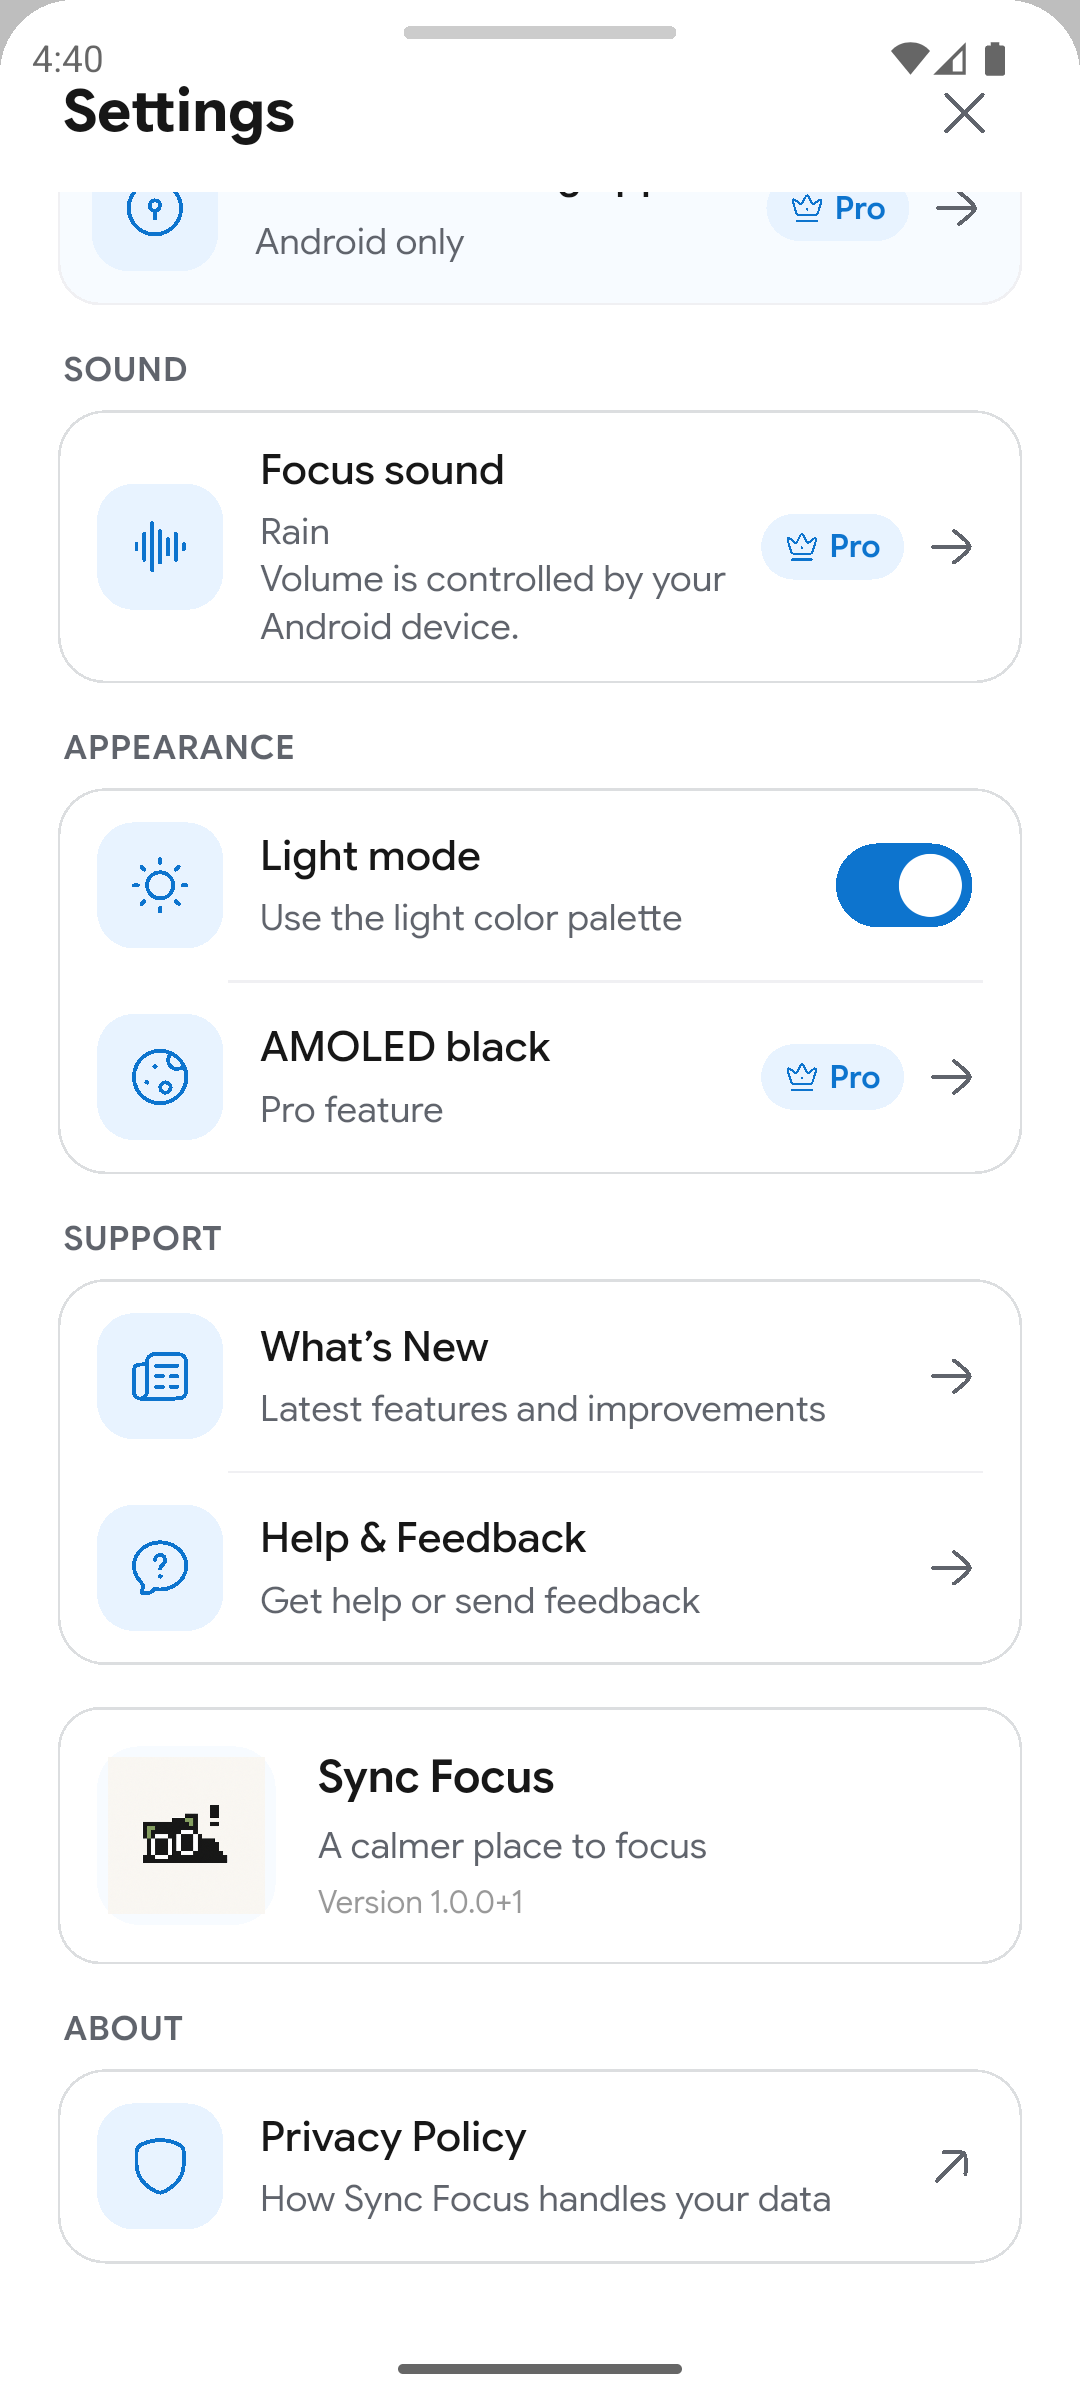 4:40
Settings
Android only
Pro
SOUND
Focus sound
Rain
Volume is controlled by your
Android device.
Pro
APPEARANCE
Light mode
Use the light color palette
AMOLED black
Pro feature
Pro
SUPPORT
What’s New
Latest features and improvements
Help & Feedback
Get help or send feedback
Sync Focus
A calmer place to focus
Version 1.0.0+1
ABOUT
Privacy Policy
How Sync Focus handles your data